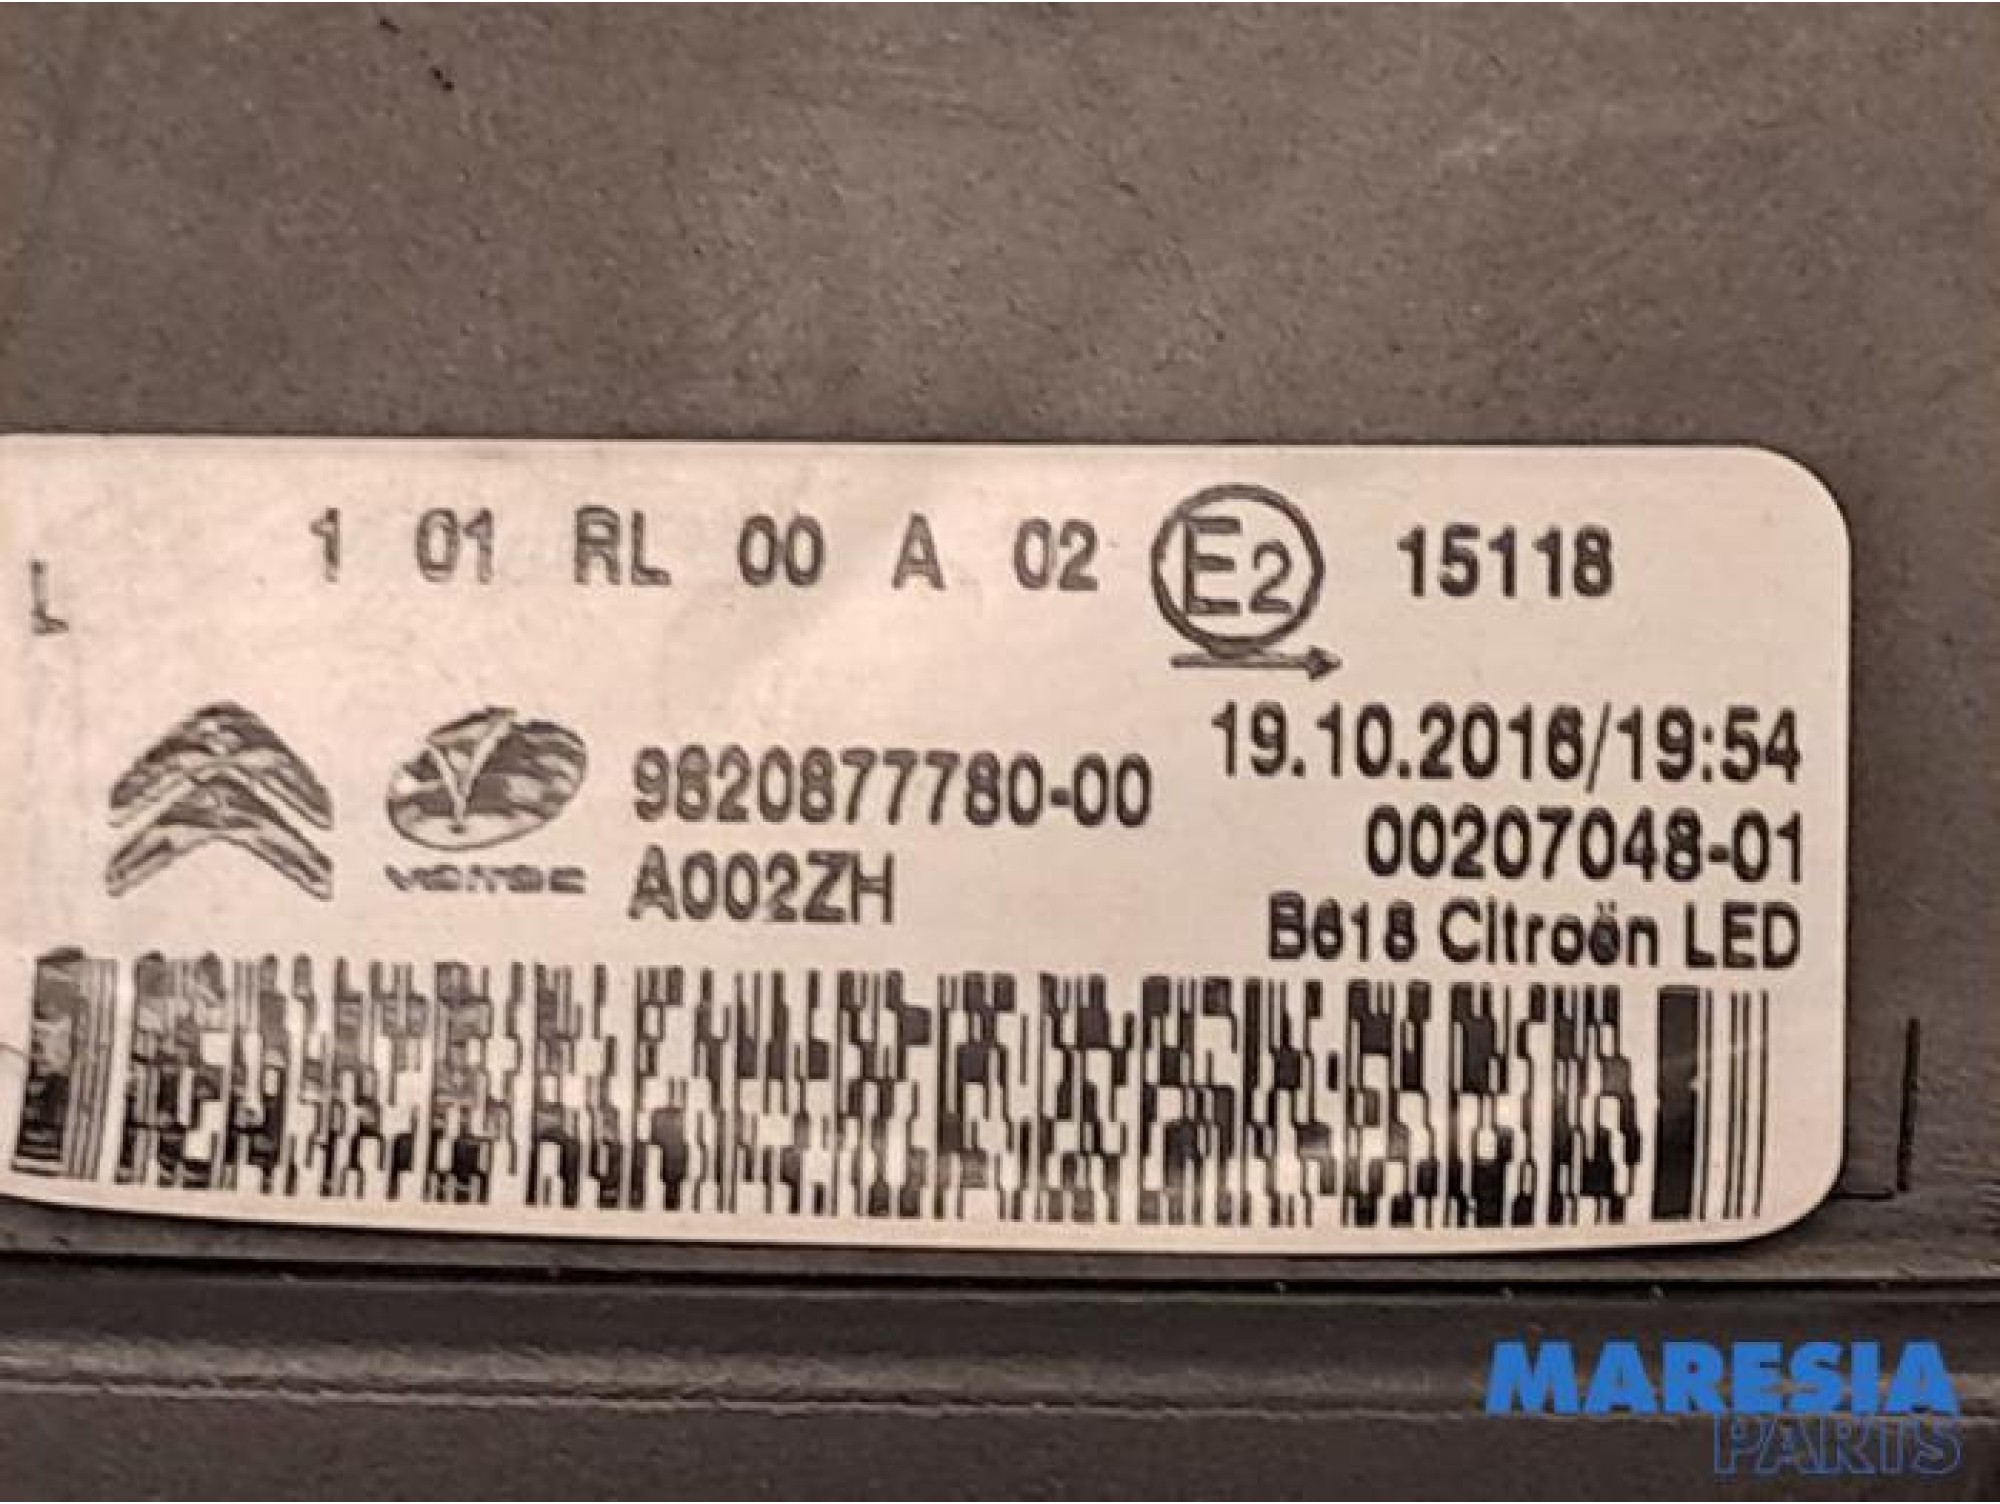 1 01 RL 00 A 02 E2 15118
L
19.10.2016/19:54
9820877780-00
00207048-01
A002ZH
B618 Citroën LED
MARESIA
PARTS